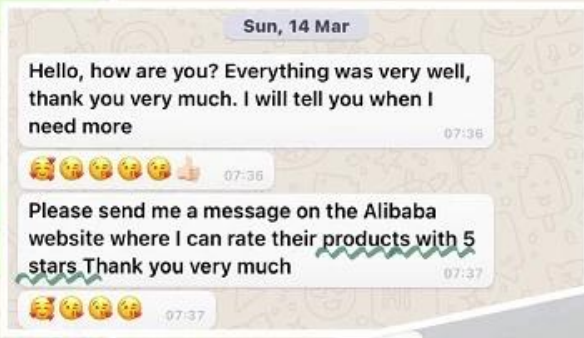 Sun, 14 Mar
Hello, how are you? Everything was very well,
thank you very much. I will tell you when I
need more
07:36
🥰😘😘😘😘👍🏻 07:36
Please send me a message on the Alibaba
website where I can rate their products with 5
stars Thank you very much
07:37
🥰😘😘😘 07:37